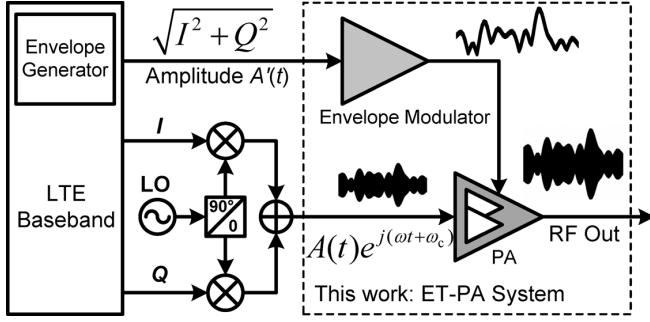 Envelope
Generator
√I² + Q²
Amplitude A'(t)
Envelope Modulator
I
LTE
Baseband
LO
90°
0
Q
A(t)e^{j(ωt+ω_c)}
PA
RF Out
This work: ET-PA System